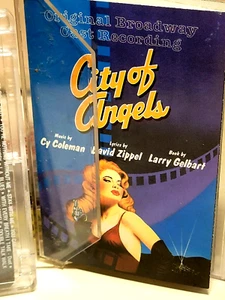 Original Broadway
Cast Recording
City of
Angels
Music by
Cy Coleman
Lyrics by
David Zippel
Book by
Larry Gelbart